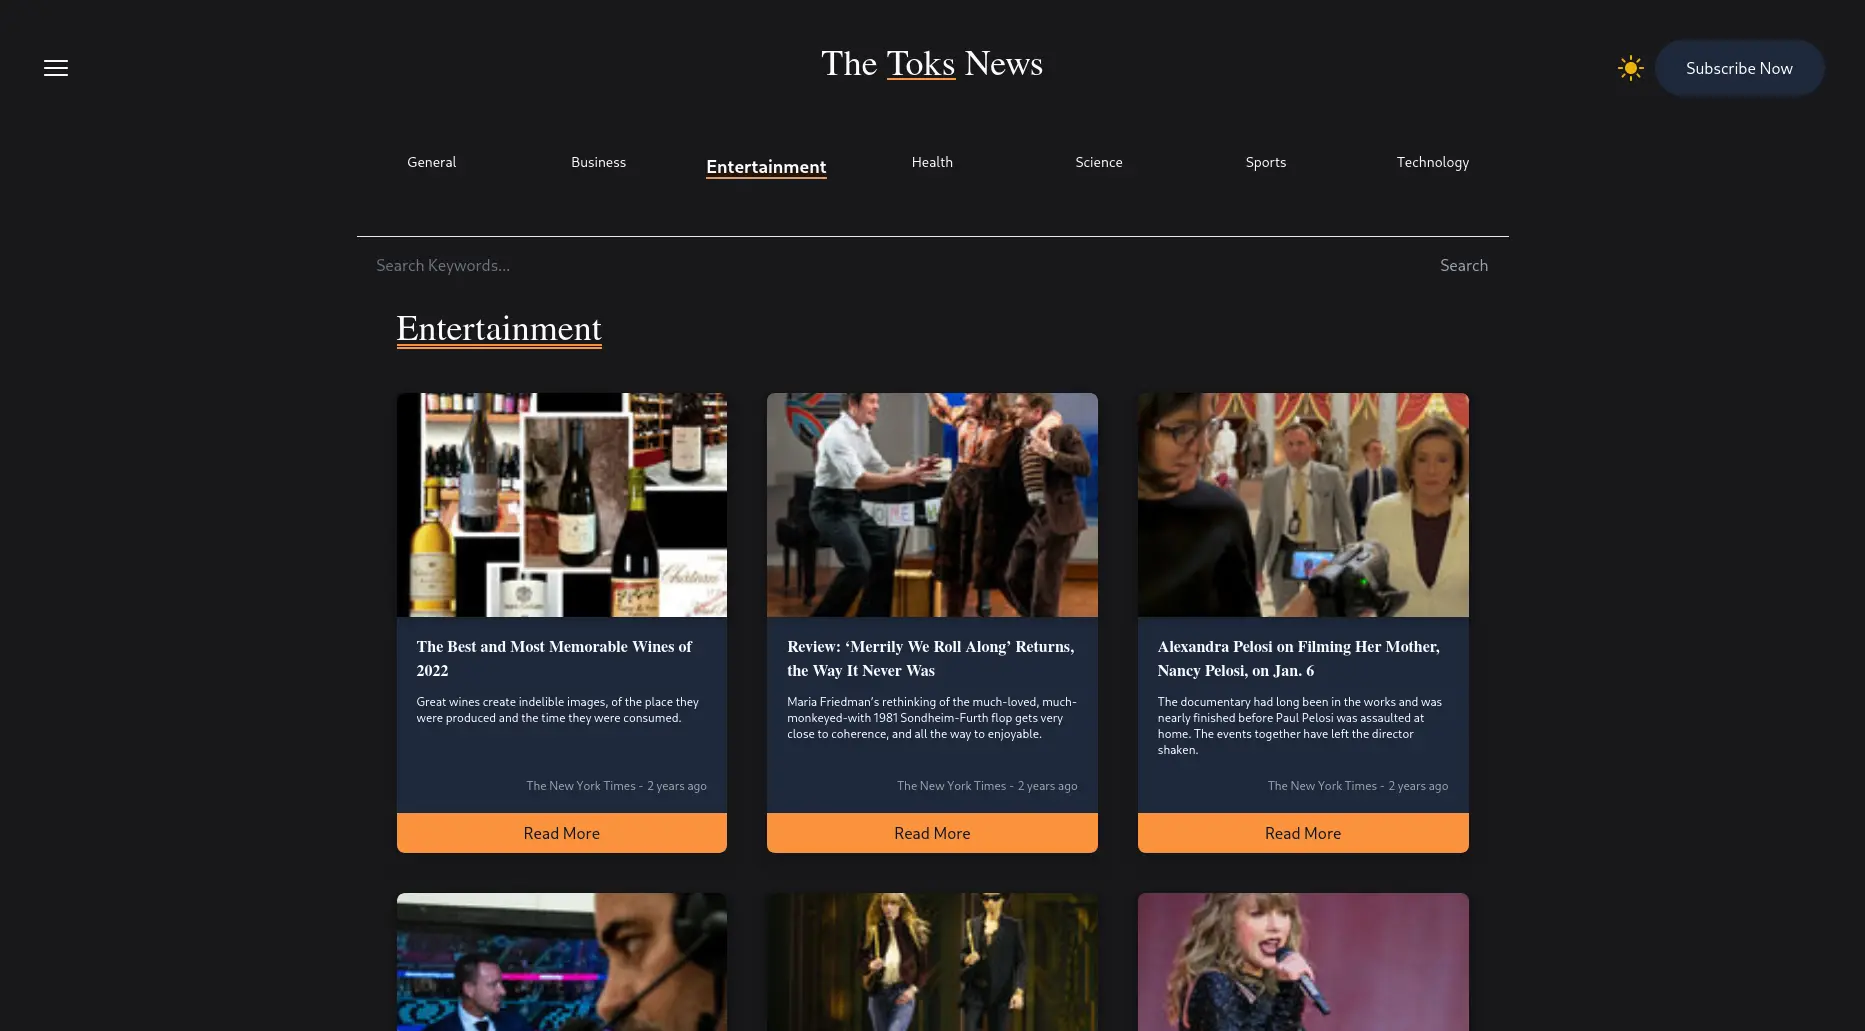 The Toks News
Subscribe Now
General
Business
Entertainment
Health
Science
Sports
Technology
Search Keywords...
Search
Entertainment
The Best and Most Memorable Wines of
2022
Great wines create indelible images, of the place they
were produced and the time they were consumed.
The New York Times - 2 years ago
Read More
Review: ‘Merrily We Roll Along’ Returns,
the Way It Never Was
Maria Friedman’s rethinking of the much-loved, much-
monkeyed-with 1981 Sondheim-Furth flop gets very
close to coherence, and all the way to enjoyable.
The New York Times - 2 years ago
Read More
Alexandra Pelosi on Filming Her Mother,
Nancy Pelosi, on Jan. 6
The documentary had long been in the works and was
nearly finished before Paul Pelosi was assaulted at
home. The events together have left the director
shaken.
The New York Times - 2 years ago
Read More